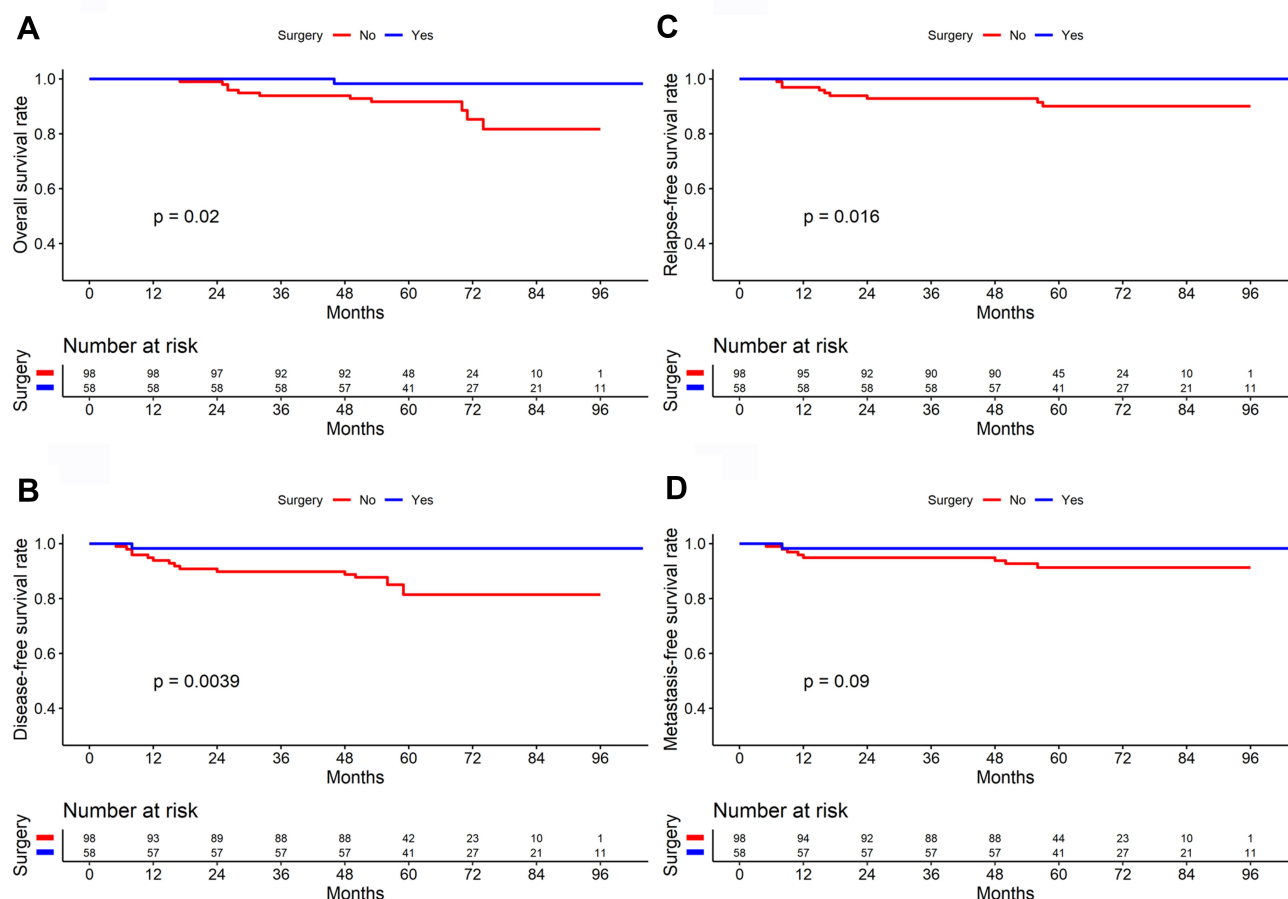 A
Surgery No Yes
Overall survival rate
1.0
0.8
0.6
0.4
p = 0.02
0 12 24 36 48 60 72 84 96
Months
Number at risk
Surgery
98 98 97 92 92 48 24 10 1
58 58 58 58 57 41 27 21 11
0 12 24 36 48 60 72 84 96
Months
C
Surgery No Yes
Relapse-free survival rate
1.0
0.8
0.6
0.4
p = 0.016
0 12 24 36 48 60 72 84 96
Months
Number at risk
Surgery
98 95 92 90 90 45 24 10 1
58 58 58 58 57 41 27 21 11
0 12 24 36 48 60 72 84 96
Months
B
Surgery No Yes
Disease-free survival rate
1.0
0.8
0.6
0.4
p = 0.0039
0 12 24 36 48 60 72 84 96
Months
Number at risk
Surgery
98 93 89 88 88 42 23 10 1
58 57 57 57 57 41 27 21 11
0 12 24 36 48 60 72 84 96
Months
D
Surgery No Yes
Metastasis-free survival rate
1.0
0.8
0.6
0.4
p = 0.09
0 12 24 36 48 60 72 84 96
Months
Number at risk
Surgery
98 94 92 88 88 44 23 10 1
58 57 57 57 57 41 27 21 11
0 12 24 36 48 60 72 84 96
Months